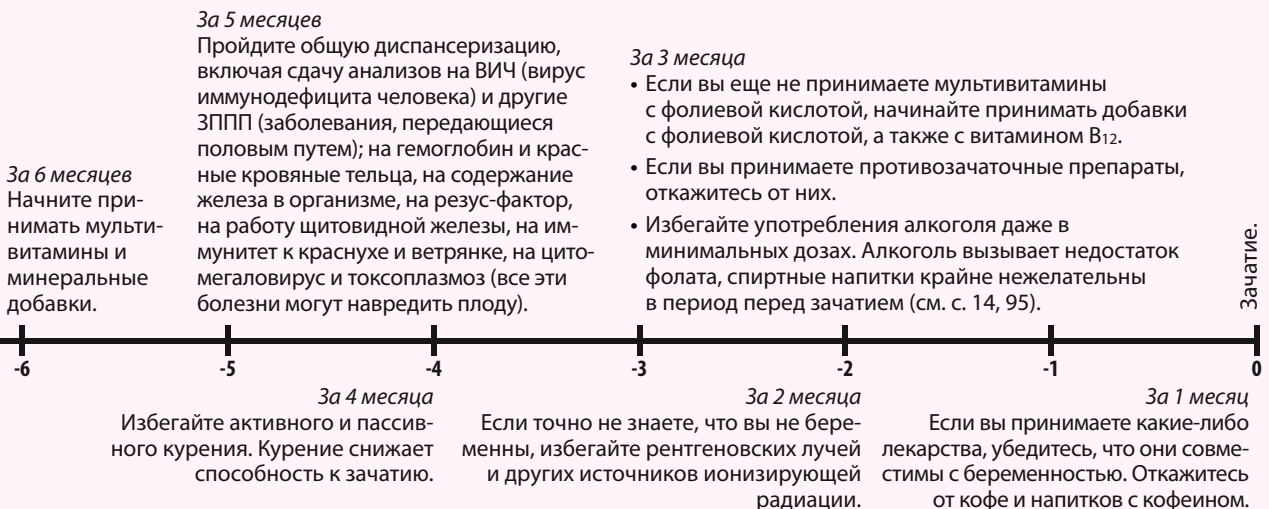 За 6 месяцев
Начните при-
нимать мульти-
витамины и
минеральные
добавки.
За 5 месяцев
Пройдите общую диспансеризацию,
включая сдачу анализов на ВИЧ (вирус
иммунодефицита человека) и другие
ЗППП (заболевания, передающиеся
половым путем); на гемоглобин и крас-
ные кровяные тельца, на содержание
железа в организме, на резус-фактор,
на работу щитовидной железы, на им-
мунитет к краснухе и ветрянке, на цито-
мегаловирус и токсоплазмоз (все эти
болезни могут навредить плоду).
За 3 месяца
• Если вы еще не принимаете мультивитамины
с фолиевой кислотой, начинайте принимать добавки
с фолиевой кислотой, а также с витамином B12.
• Если вы принимаете противозачаточные препараты,
откажитесь от них.
• Избегайте употребления алкоголя даже в
минимальных дозах. Алкоголь вызывает недостаток
фолата, спиртные напитки крайне нежелательны
в период перед зачатием (см. с. 14, 95).
Зачатие.
-6 -5 -4 -3 -2 -1 0
За 4 месяца
Избегайте активного и пассив-
ного курения. Курение снижает
способность к зачатию.
За 2 месяца
Если точно не знаете, что вы не бере-
менны, избегайте рентгеновских лучей
и других источников ионизирующей
радиации.
За 1 месяц
Если вы принимаете какие-либо
лекарства, убедитесь, что они совме-
стимы с беременностью. Откажитесь
от кофе и напитков с кофеином.